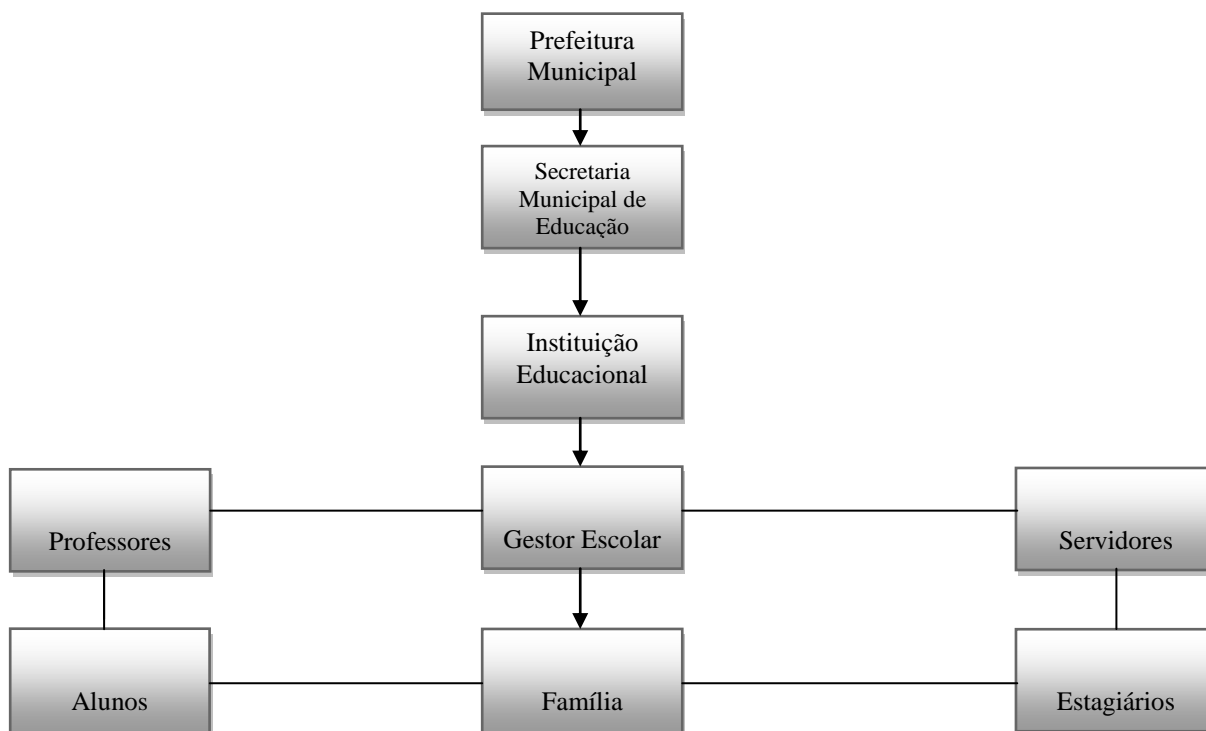 Prefeitura
Municipal
Secretaria
Municipal de
Educação
Instituição
Educacional
Professores
Gestor Escolar
Servidores
Alunos
Família
Estagiários